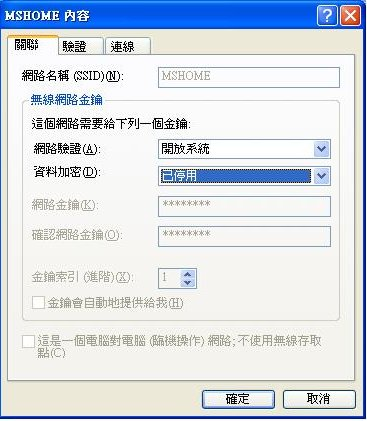 MSHOME 內容
關聯 驗證 連線
網路名稱 (SSID)(N): MSHOME
無線網路金鑰
這個網路需要給下列一個金鑰:
網路驗證(A): 開放系統
資料加密(D): 已停用
網路金鑰(K): ********
確認網路金鑰(O): ********
金鑰索引 (進階)(X): 1
金鑰會自動地提供給我(H)
這是一個電腦對電腦 (臨機操作) 網路; 不使用無線存取
點(C)
確定 取消